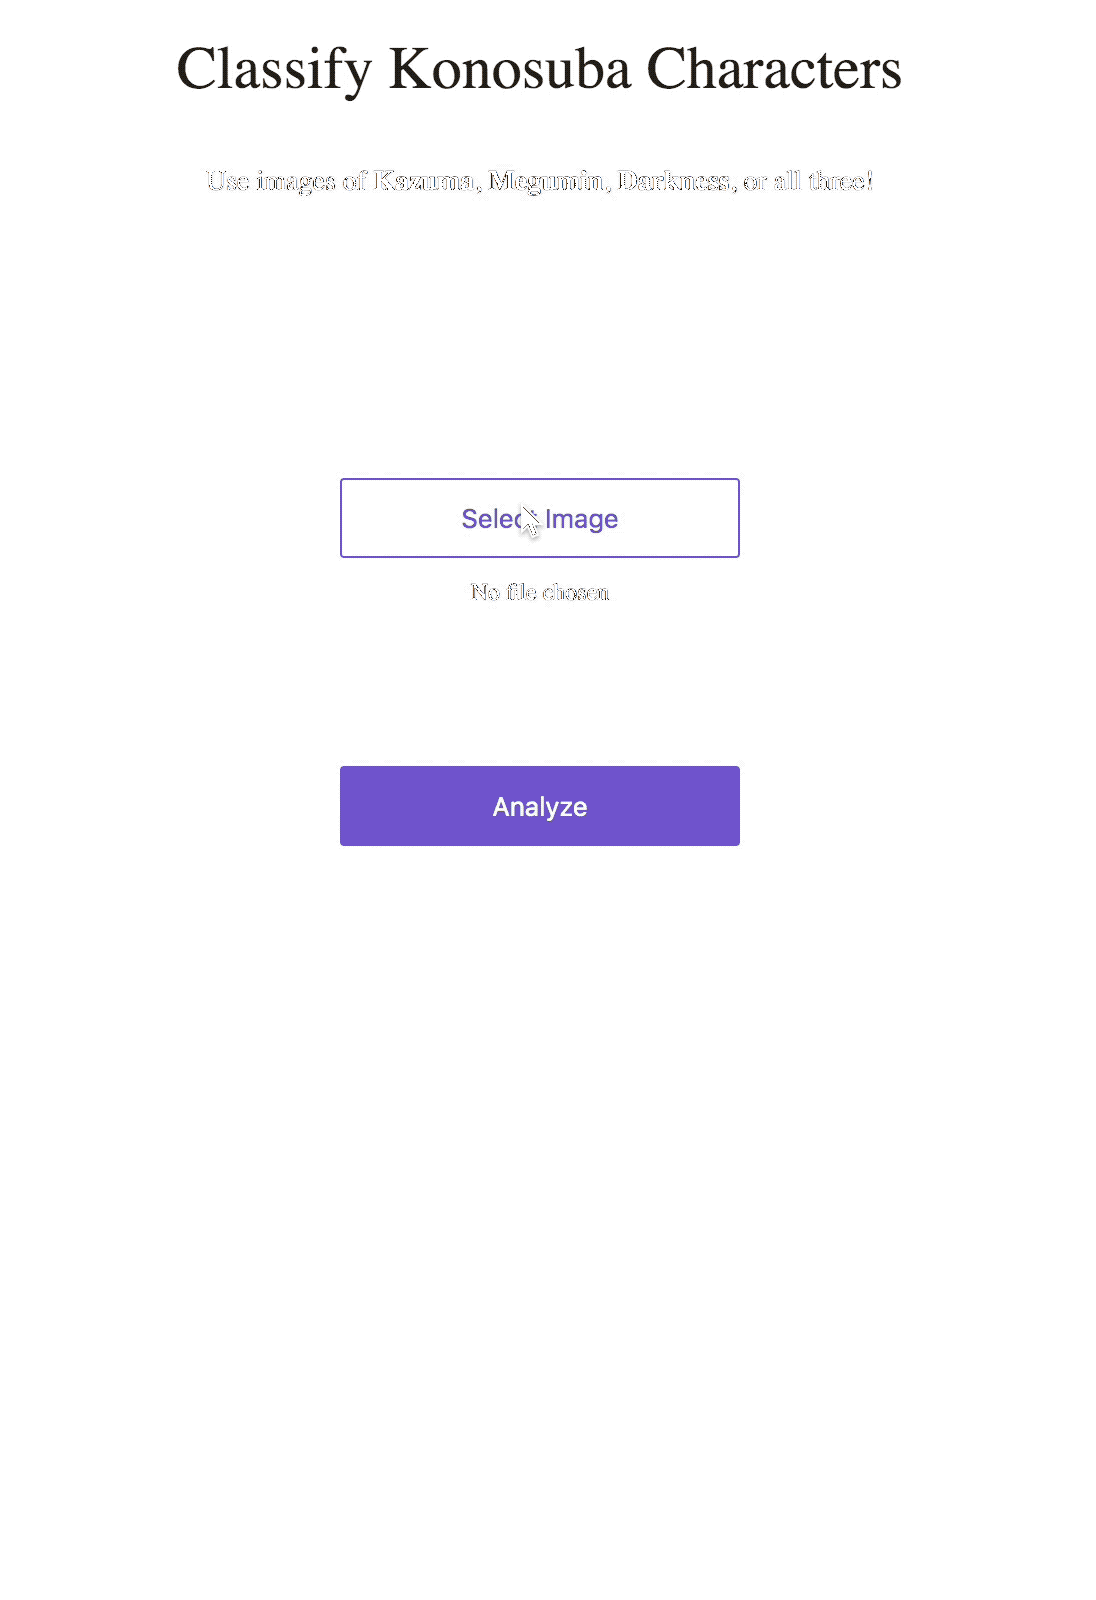 Classify Konosuba Characters
Use images of Kazuma, Megumin, Darkness, or all three!
Select Image
No file chosen
Analyze